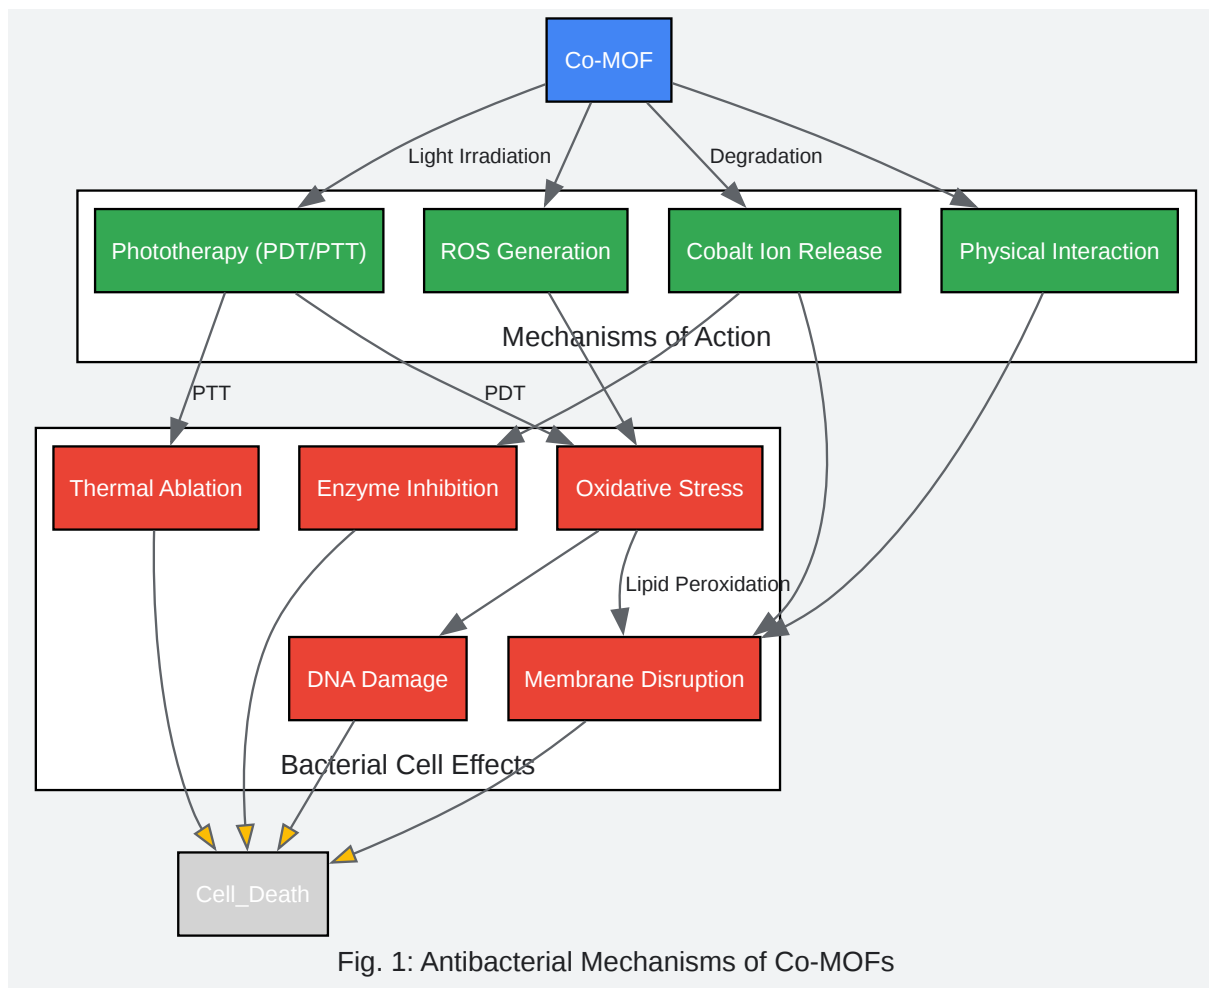 Co-MOF
Light Irradiation
Degradation
Phototherapy (PDT/PTT)
ROS Generation
Cobalt Ion Release
Physical Interaction
Mechanisms of Action
PTT
PDT
Thermal Ablation
Enzyme Inhibition
Oxidative Stress
Lipid Peroxidation
DNA Damage
Membrane Disruption
Bacterial Cell Effects
Cell_Death
Fig. 1: Antibacterial Mechanisms of Co-MOFs